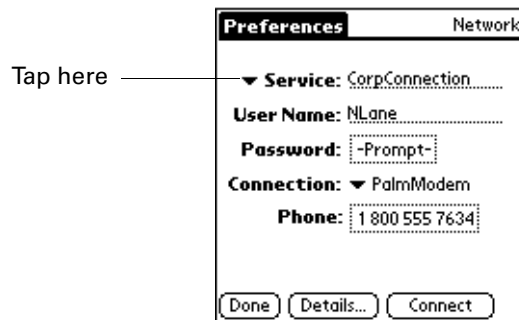 Preferences Network
Tap here
Service: CorpConnection
User Name: NLane
Password: -Prompt-
Connection: PalmModem
Phone: 1 800 555 7634
Done Details... Connect